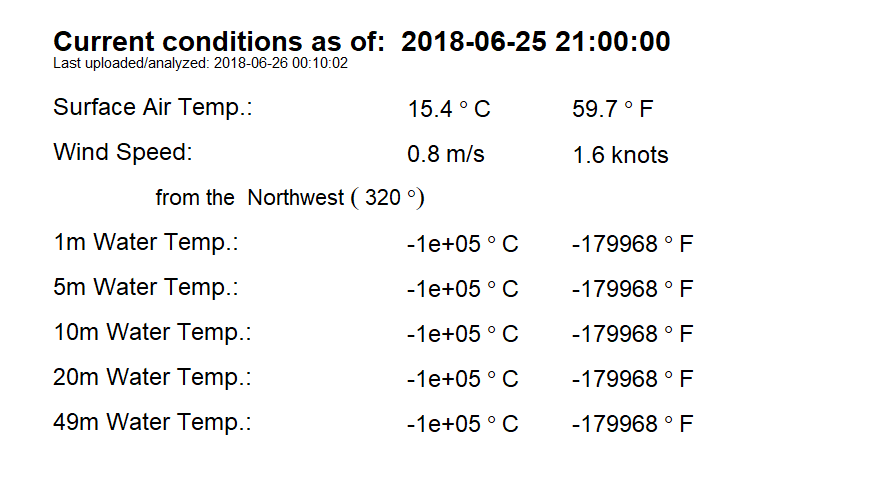 Current conditions as of: 2018-06-25 21:00:00
Last uploaded/analyzed: 2018-06-26 00:10:02
Surface Air Temp.: 15.4 ° C 59.7 ° F
Wind Speed: 0.8 m/s 1.6 knots
from the Northwest ( 320 °)
1m Water Temp.: -1e+05 ° C -179968 ° F
5m Water Temp.: -1e+05 ° C -179968 ° F
10m Water Temp.: -1e+05 ° C -179968 ° F
20m Water Temp.: -1e+05 ° C -179968 ° F
49m Water Temp.: -1e+05 ° C -179968 ° F